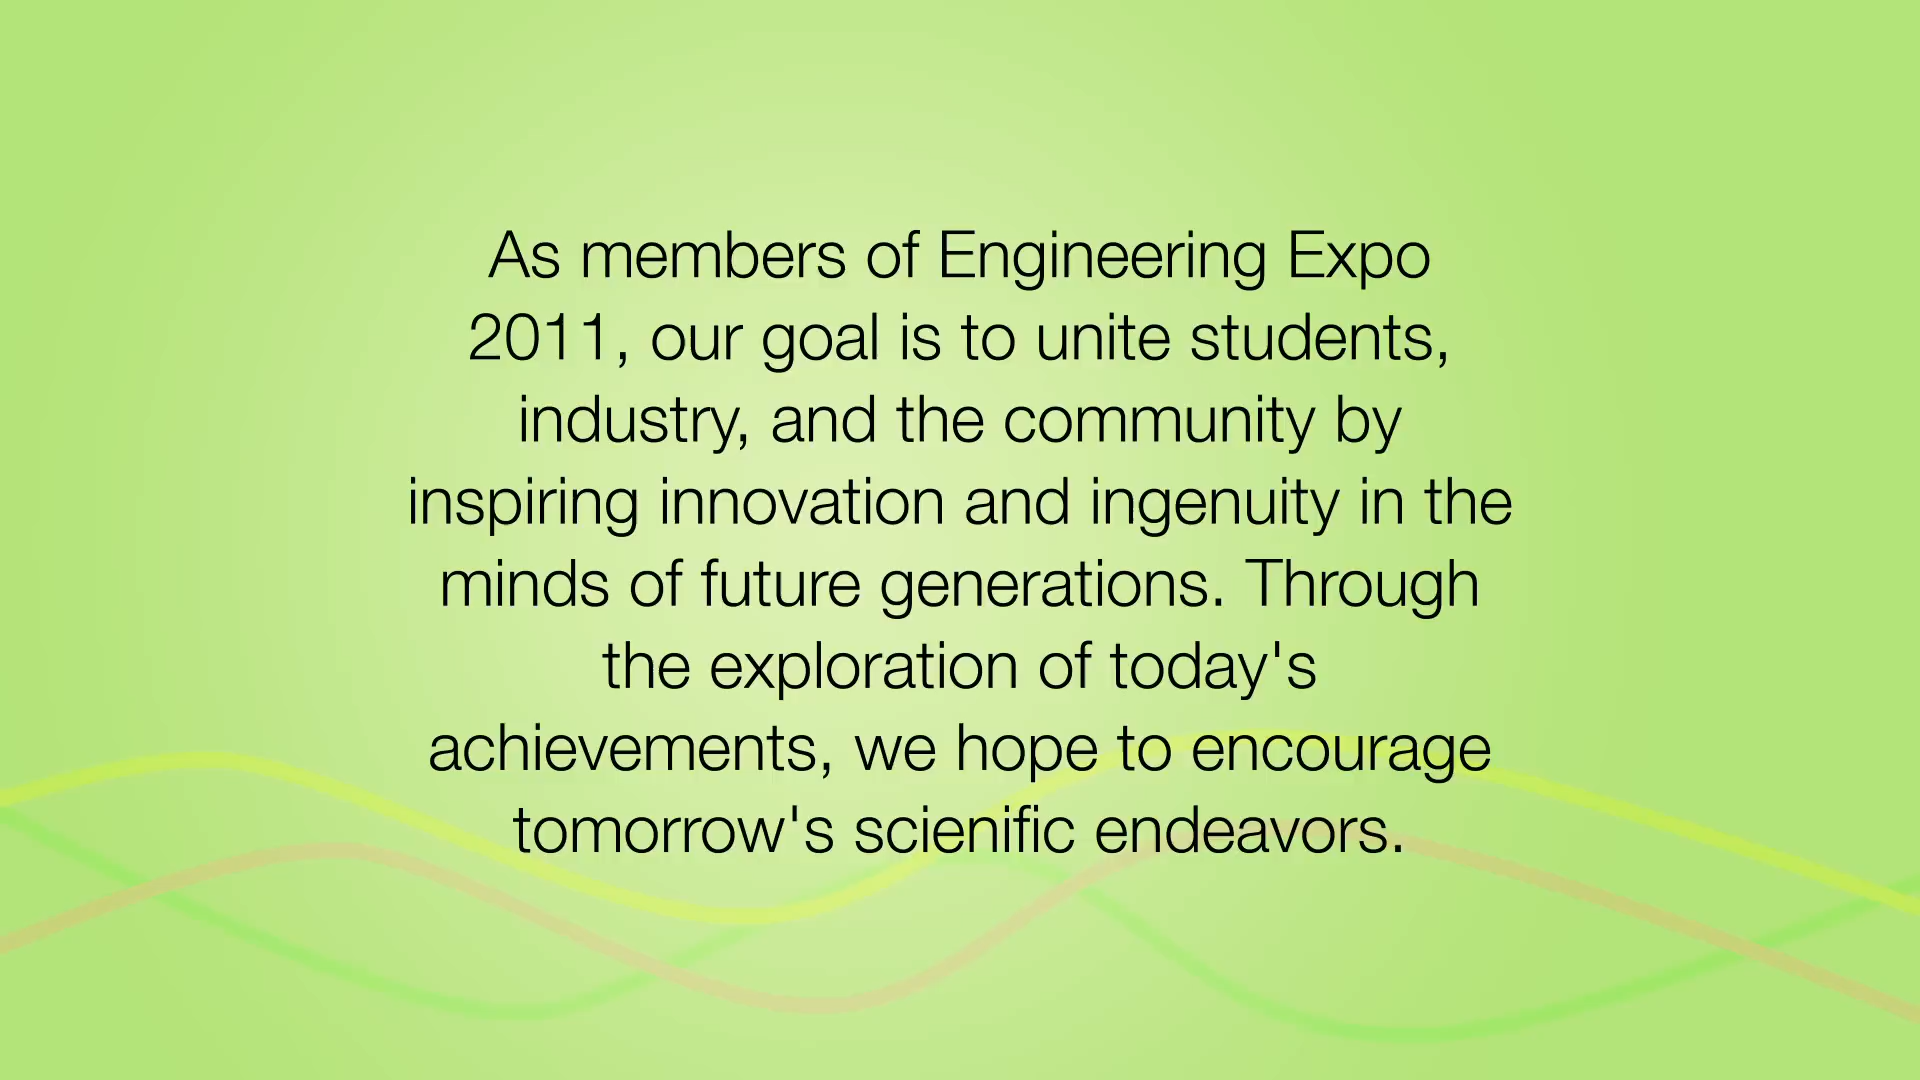 As members of Engineering Expo
2011, our goal is to unite students,
industry, and the community by
inspiring innovation and ingenuity in the
minds of future generations. Through
the exploration of today's
achievements, we hope to encourage
tomorrow's scienific endeavors.